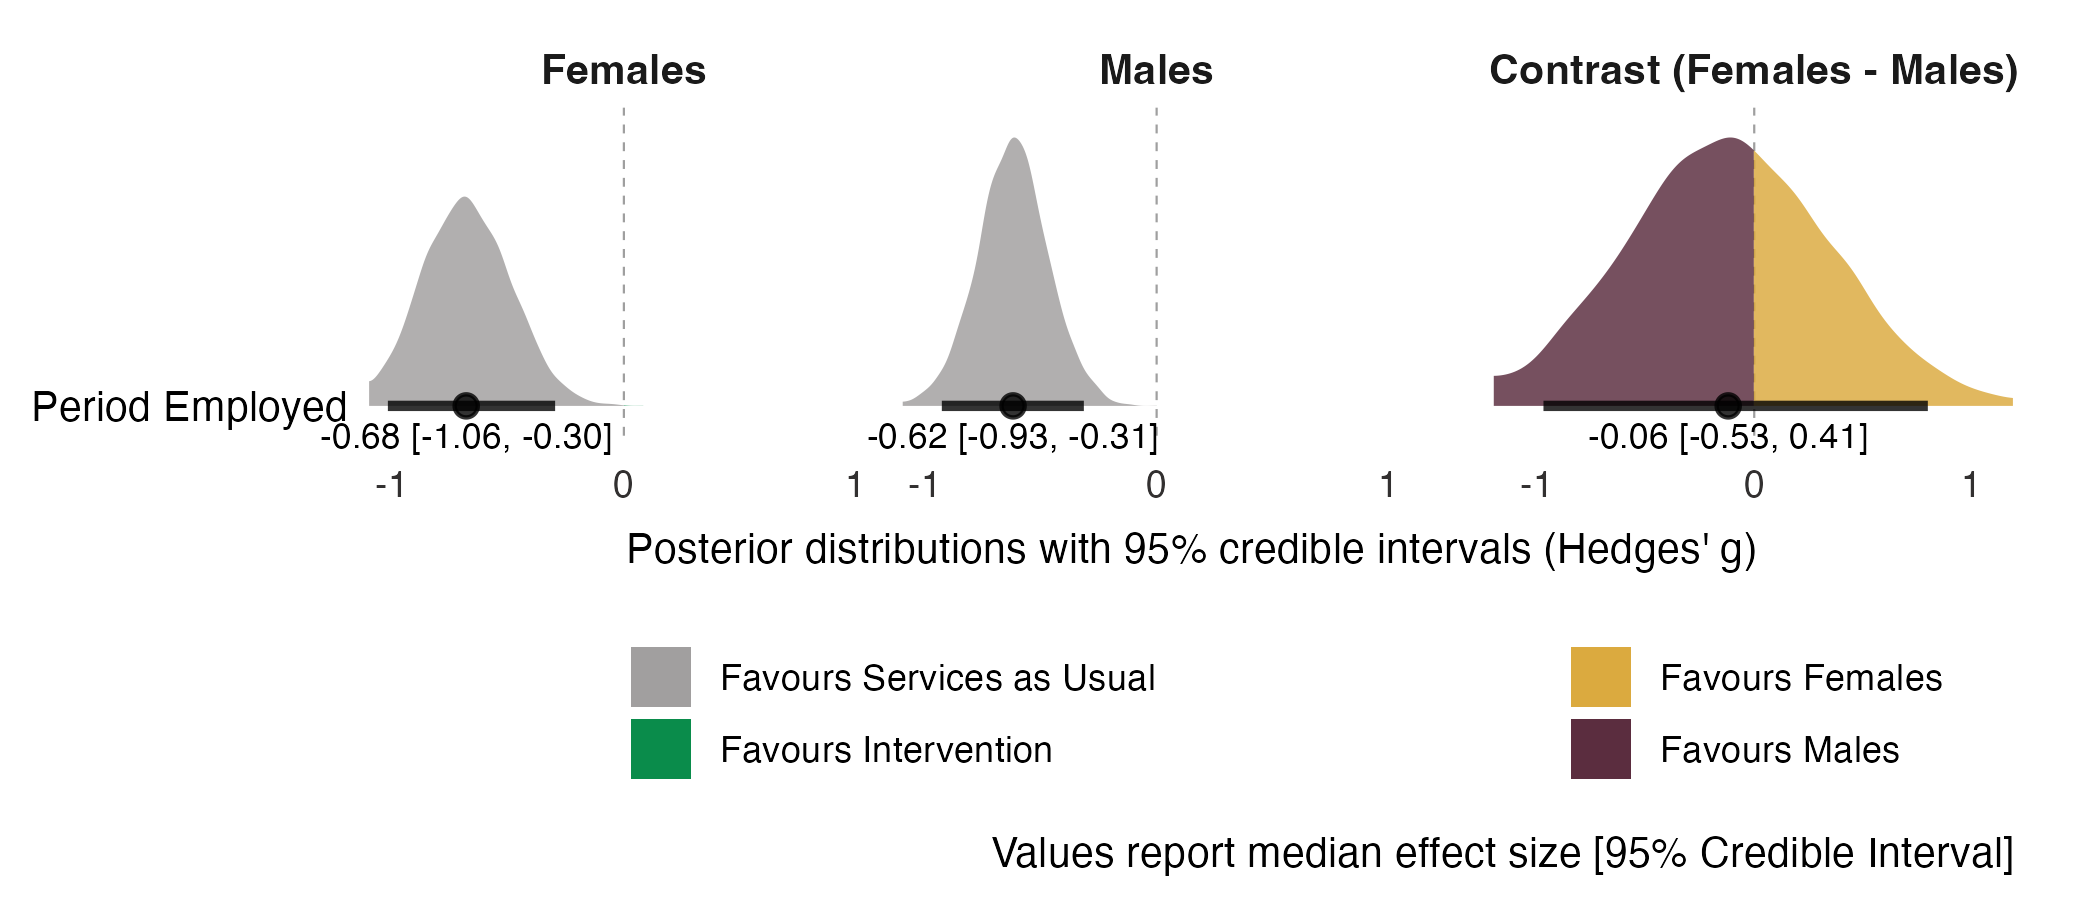 Females Males Contrast (Females - Males)
Period Employed
-0.68 [-1.06, -0.30] -0.62 [-0.93, -0.31] -0.06 [-0.53, 0.41]
-1 0 1 -1 0 1 -1 0 1
Posterior distributions with 95% credible intervals (Hedges' g)
Favours Services as Usual Favours Females
Favours Intervention Favours Males
Values report median effect size [95% Credible Interval]